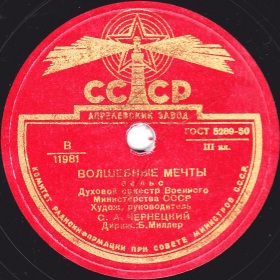 СССР
АПРЕЛЕВСКИЙ ЗАВОД
ГОСТ 5289-50
В
11981
III кл.
ВОЛШЕБНЫЕ МЕЧТЫ
вальс
Духовой оркестр Военного
Министерства СССР
Худож. руководитель
С. А. ЧЕРНЕЦКИЙ
Дириж. Б. Миллер
КОМИТЕТ РАДИОИНФОРМАЦИИ ПРИ СОВЕТЕ МИНИСТРОВ С.С.С.Р.